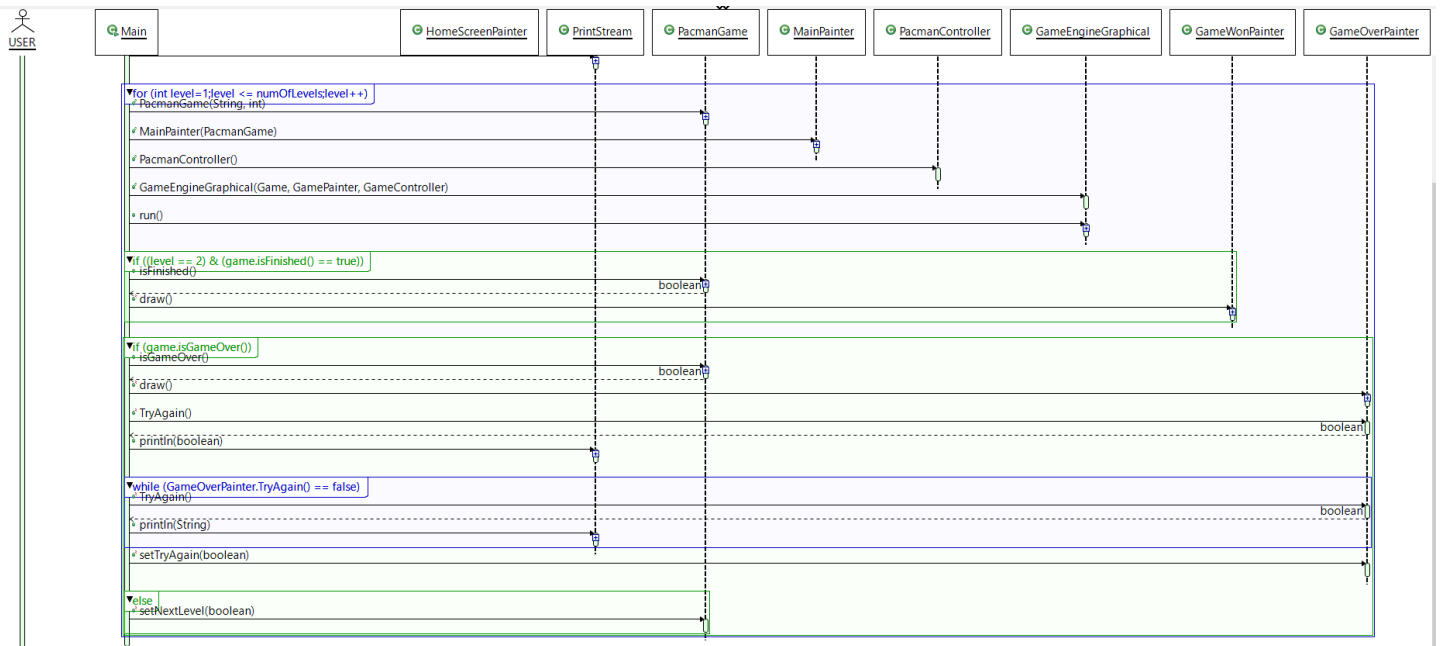 USER
Main
HomeScreenPainter
PrintStream
PacmanGame
MainPainter
PacmanController
GameEngineGraphical
GameWonPainter
GameOverPainter
for (int level=1;level <= numOfLevels;level++)
PacmanGame(String, int)
MainPainter(PacmanGame)
PacmanController()
GameEngineGraphical(Game, GamePainter, GameController)
run()
if ((level == 2) & (game.isFinished() == true))
isFinished()
boolean
draw()
if (game.isGameOver())
isGameOver()
boolean
draw()
TryAgain()
boolean
println(boolean)
while (GameOverPainter.TryAgain() == false)
TryAgain()
boolean
println(String)
setTryAgain(boolean)
else
setNextLevel(boolean)